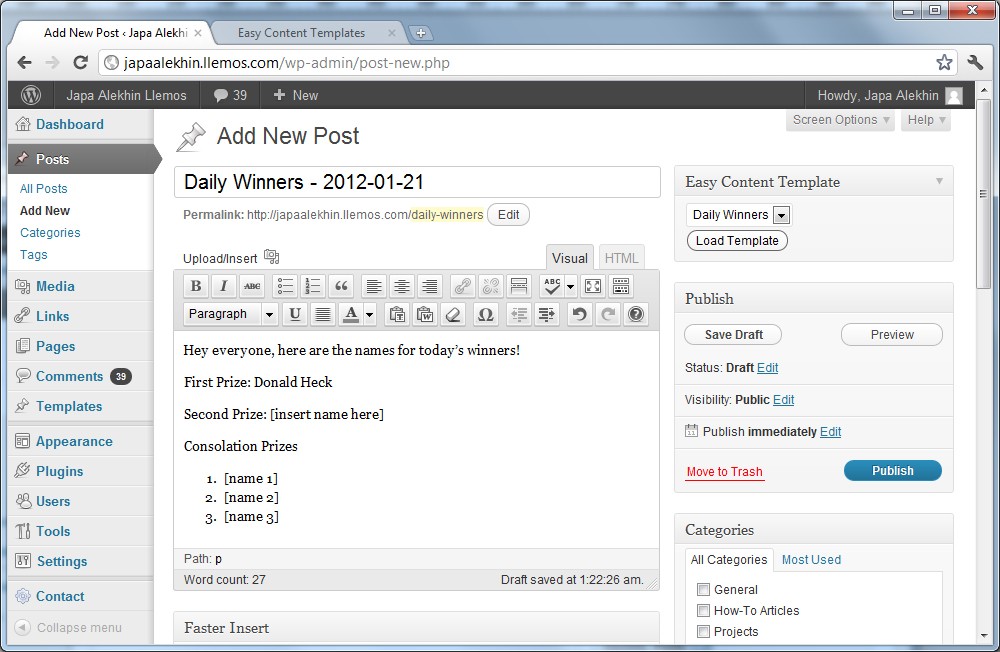 Add New Post ‹ Japa Alekhi
Easy Content Templates
japaalekhin.llemos.com/wp-admin/post-new.php
Japa Alekhin Llemos 39 + New Howdy, Japa Alekhin
Screen Options Help
Dashboard
Posts
All Posts
Add New
Categories
Tags
Media
Links
Pages
Comments 39
Templates
Appearance
Plugins
Users
Tools
Settings
Contact
Collapse menu
Add New Post
Daily Winners - 2012-01-21
Permalink: http://japaalekhin.llemos.com/daily-winners Edit
Upload/Insert Visual HTML
B I ABC ABC
Paragraph U A Ω
Hey everyone, here are the names for today's winners!
First Prize: Donald Heck
Second Prize: [insert name here]
Consolation Prizes
1. [name 1]
2. [name 2]
3. [name 3]
Path: p
Word count: 27 Draft saved at 1:22:26 am.
Faster Insert
Easy Content Template
Daily Winners
Load Template
Publish
Save Draft Preview
Status: Draft Edit
Visibility: Public Edit
Publish immediately Edit
Move to Trash Publish
Categories
All Categories Most Used
General
How-To Articles
Projects